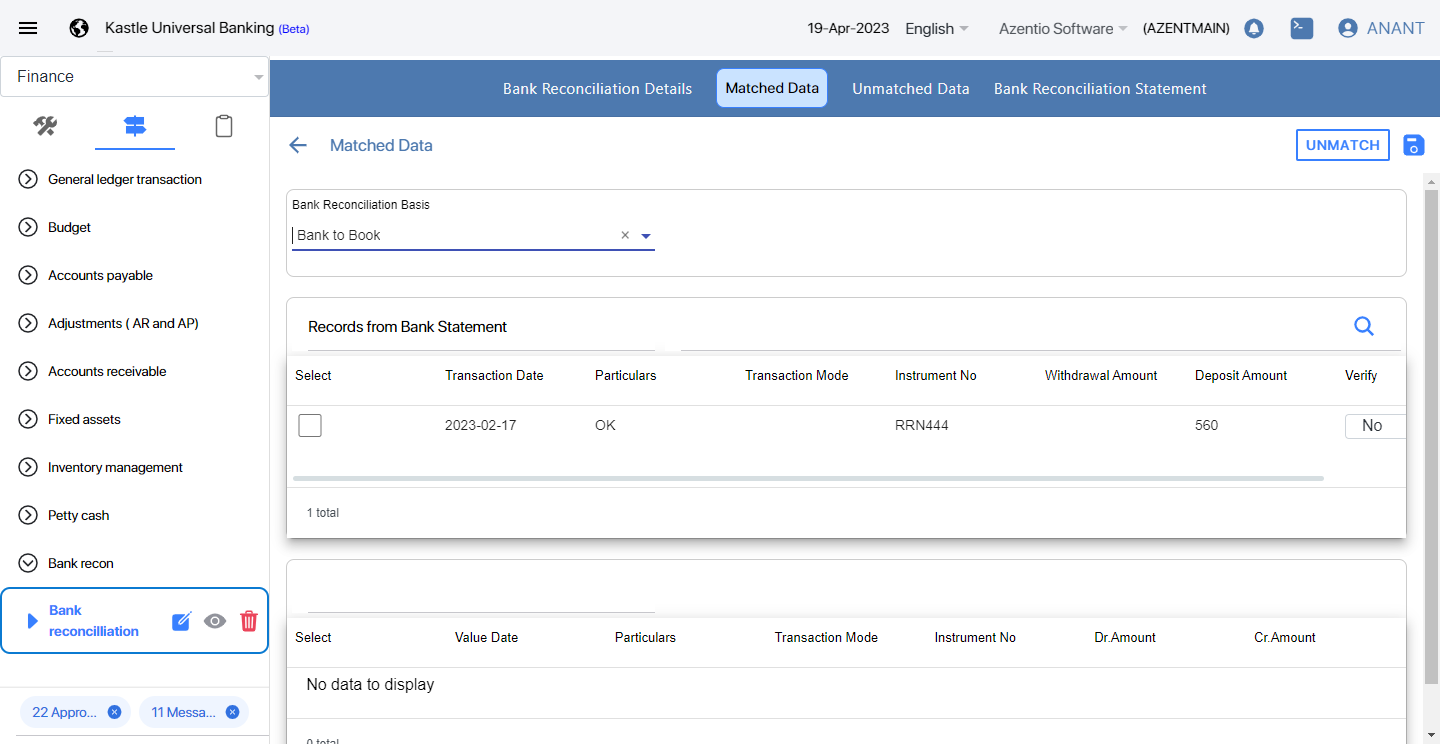 Kastle Universal Banking (Beta)
19-Apr-2023 English Azentio Software (AZENTMAIN) ANANT
Finance
General ledger transaction
Budget
Accounts payable
Adjustments ( AR and AP)
Accounts receivable
Fixed assets
Inventory management
Petty cash
Bank recon
Bank
reconcilliation
22 Appro... 11 Messa...
Bank Reconciliation Details Matched Data Unmatched Data Bank Reconciliation Statement
Matched Data UNMATCH
Bank Reconciliation Basis
Bank to Book ×
Records from Bank Statement
Select Transaction Date Particulars Transaction Mode Instrument No Withdrawal Amount Deposit Amount Verify
2023-02-17 OK RRN444 560 No
1 total
Select Value Date Particulars Transaction Mode Instrument No Dr.Amount Cr.Amount
No data to display
0 total